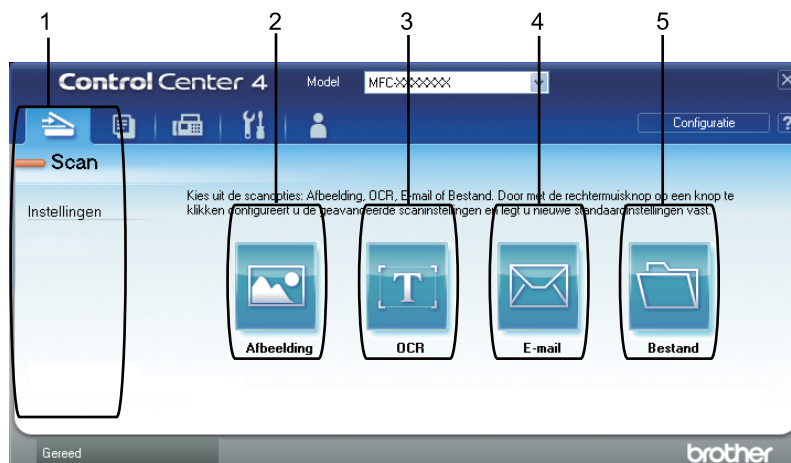 1 2 3 4 5
Control Center 4 Model MFC-XXXXXX
Configuratie ?
Scan
Kies uit de scanopties: Afbeelding, OCR, E-mail of Bestand. Door met de rechtermuisknop op een knop te
klikken configureert u de geavanceerde scaninstellingen en legt u nieuwe standaardinstellingen vast.
Instellingen
T
Afbeelding OCR E-mail Bestand
Gereed brother